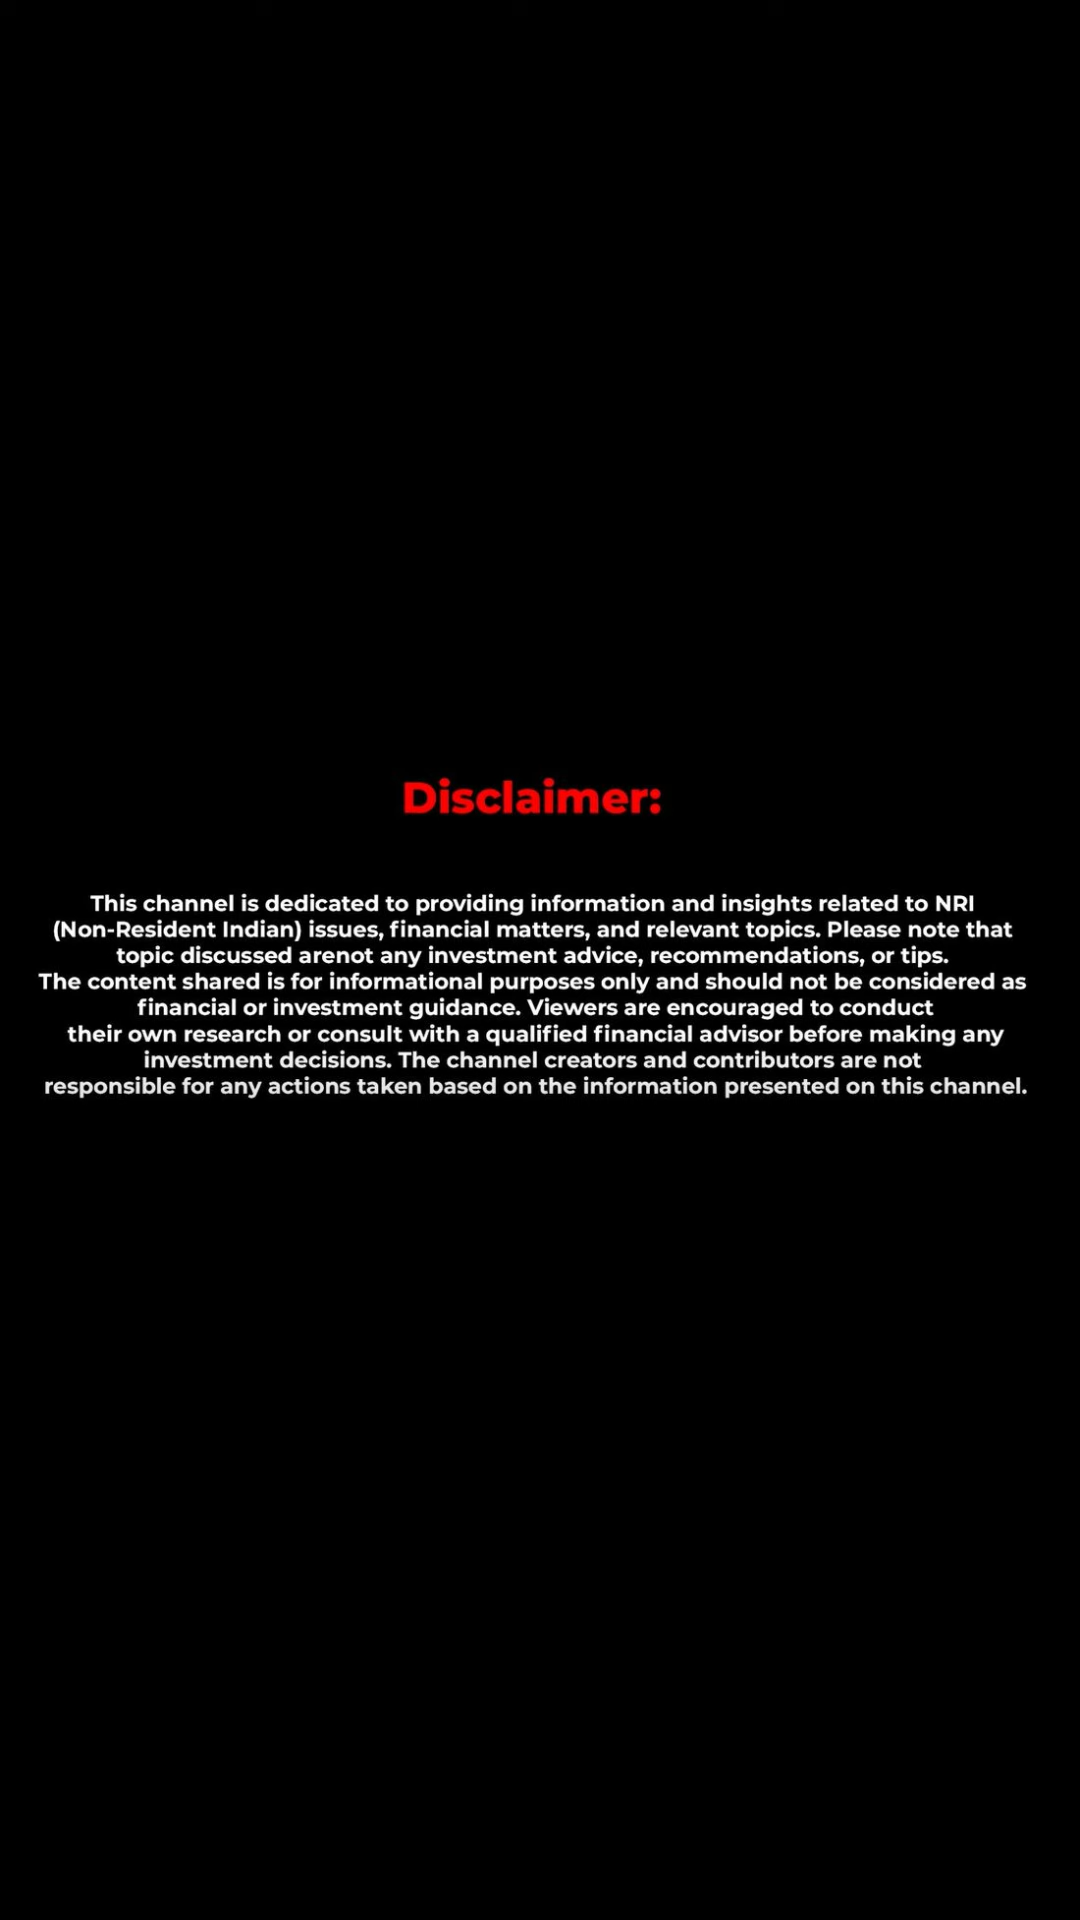 Disclaimer:
This channel is dedicated to providing information and insights related to NRI
(Non-Resident Indian) issues, financial matters, and relevant topics. Please note that
topic discussed arenot any investment advice, recommendations, or tips.
The content shared is for informational purposes only and should not be considered as
financial or investment guidance. Viewers are encouraged to conduct
their own research or consult with a qualified financial advisor before making any
investment decisions. The channel creators and contributors are not
responsible for any actions taken based on the information presented on this channel.